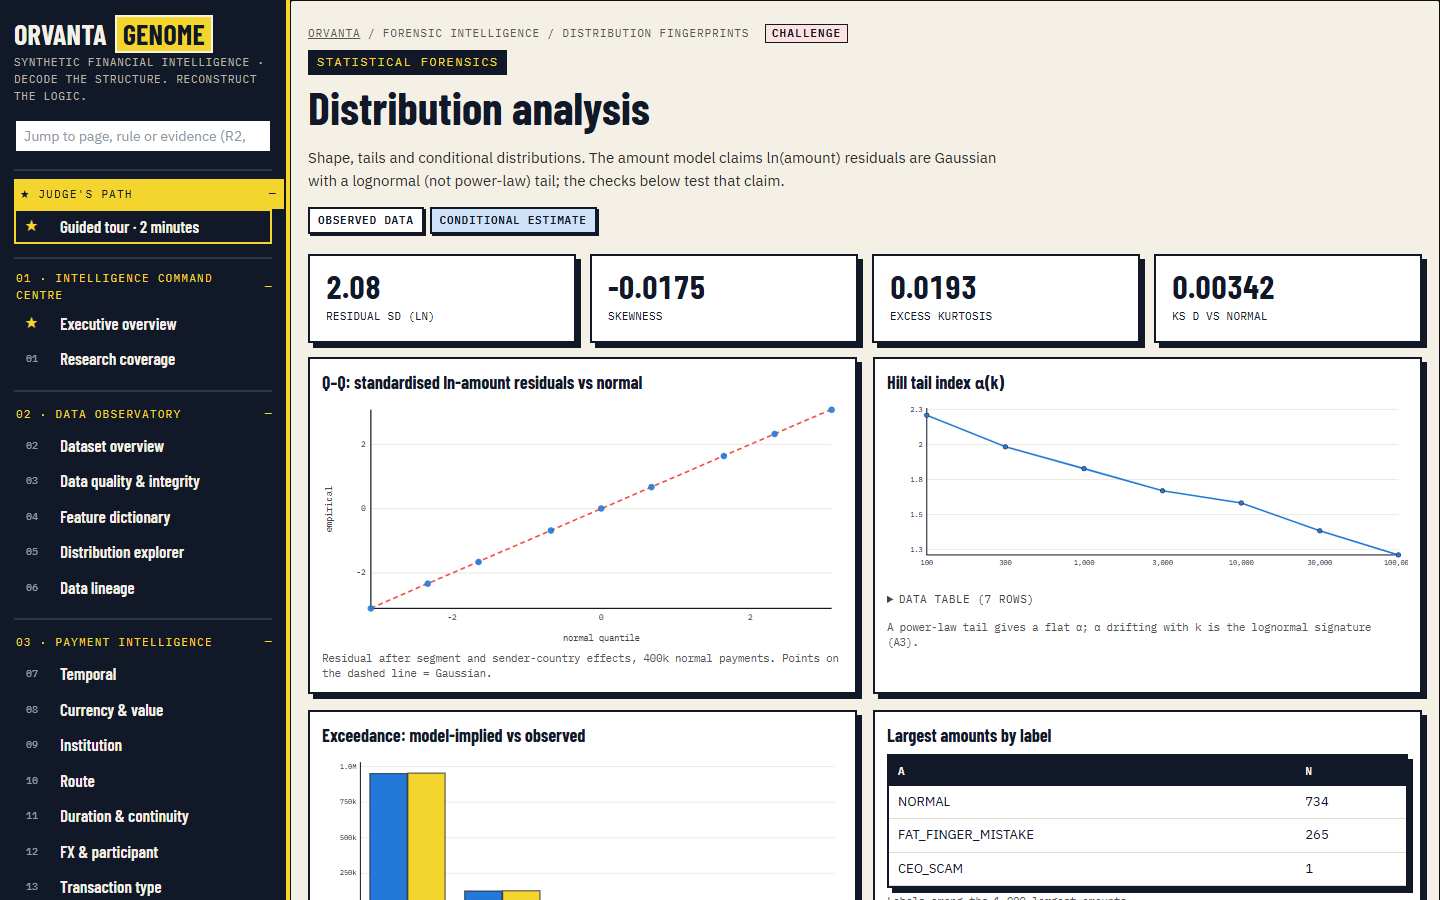 ORVANTA GENOME
SYNTHETIC FINANCIAL INTELLIGENCE ·
DECODE THE STRUCTURE. RECONSTRUCT
THE LOGIC.
Jump to page, rule or evidence (R2,
★ JUDGE'S PATH –
★ Guided tour · 2 minutes
01 · INTELLIGENCE COMMAND
CENTRE –
★ Executive overview
01 Research coverage
02 · DATA OBSERVATORY –
02 Dataset overview
03 Data quality & integrity
04 Feature dictionary
05 Distribution explorer
06 Data lineage
03 · PAYMENT INTELLIGENCE –
07 Temporal
08 Currency & value
09 Institution
10 Route
11 Duration & continuity
12 FX & participant
13 Transaction type
ORVANTA / FORENSIC INTELLIGENCE / DISTRIBUTION FINGERPRINTS CHALLENGE
STATISTICAL FORENSICS
Distribution analysis
Shape, tails and conditional distributions. The amount model claims ln(amount) residuals are Gaussian
with a lognormal (not power-law) tail; the checks below test that claim.
OBSERVED DATA CONDITIONAL ESTIMATE
2.08
RESIDUAL SD (LN)
-0.0175
SKEWNESS
0.0193
EXCESS KURTOSIS
0.00342
KS D VS NORMAL
Q-Q: standardised ln-amount residuals vs normal
2
0
-2
empirical
-2 0 2
normal quantile
Residual after segment and sender-country effects, 400k normal payments. Points on
the dashed line = Gaussian.
Hill tail index α(k)
2.3
2
1.8
1.5
1.3
100 300 1,000 3,000 10,000 30,000 100,00
▶ DATA TABLE (7 ROWS)
A power-law tail gives a flat α; α drifting with k is the lognormal signature
(A3).
Exceedance: model-implied vs observed
1.0M
750k
500k
250k
Largest amounts by label
A N
NORMAL 734
FAT_FINGER_MISTAKE 265
CEO_SCAM 1